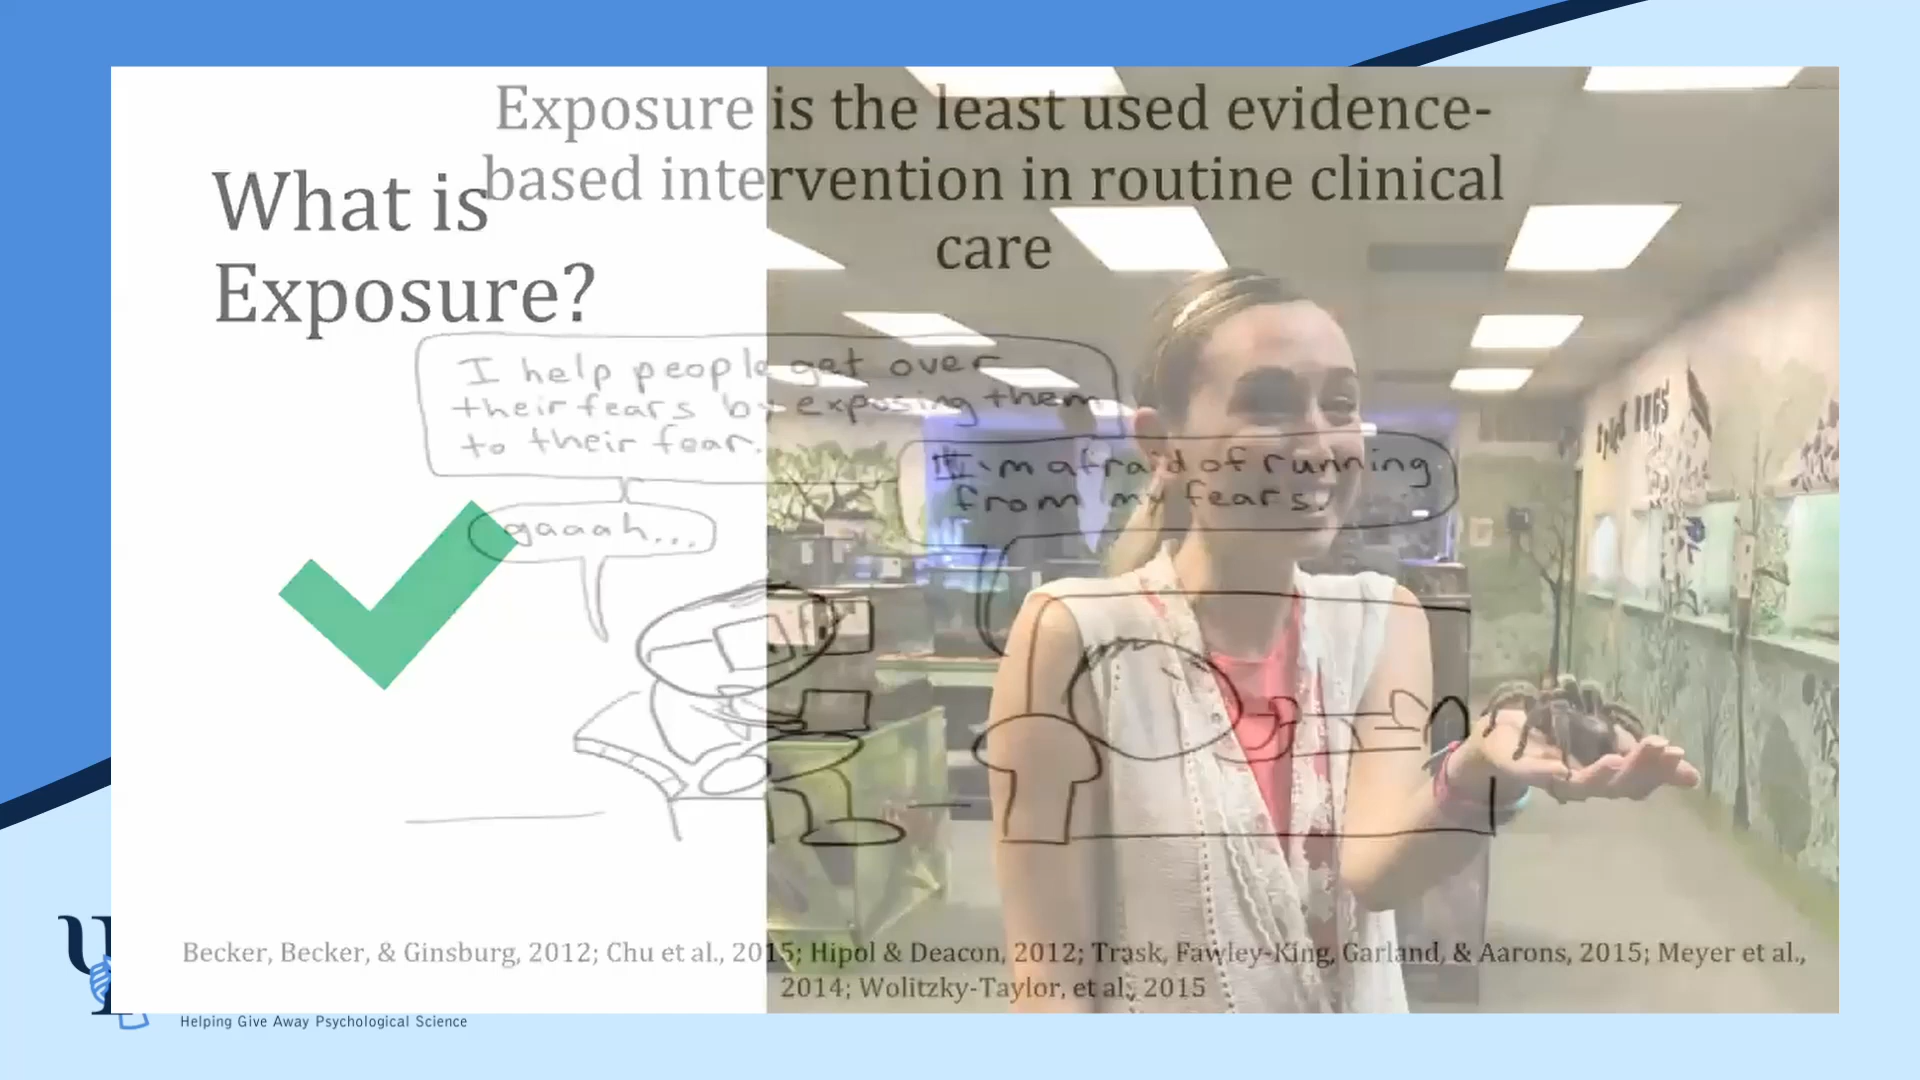 Exposure is the least used evidence-
based intervention in routine clinical
care
What is
Exposure?
I help people get over
their fears by exposing them
to their fear.
I'm afraid of running
from my fears.
gaaah...
BUGS
Becker, Becker, & Ginsburg, 2012; Chu et al., 2015; Hipol & Deacon, 2012; Trask, Fawley-King, Garland, & Aarons, 2015; Meyer et al.,
2014; Wolitzky-Taylor, et al., 2015
Helping Give Away Psychological Science